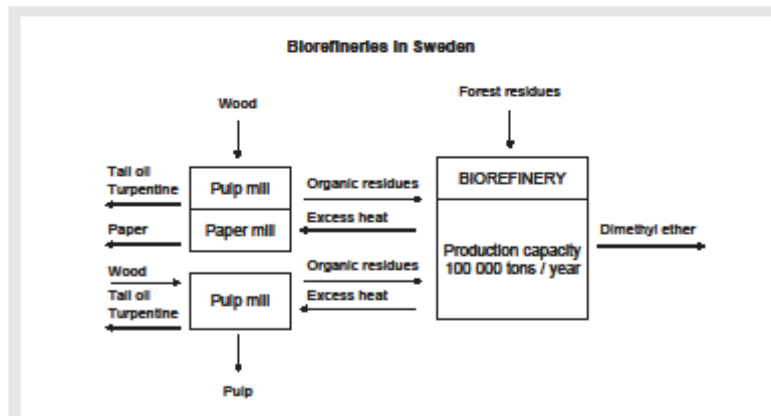 Biorefineries in Sweden
Forest residues
Wood
Tall oil
Turpentine
Pulp mill
Organic residues
BIOREFINERY
Paper
Paper mill
Excess heat
Dimethyl ether
Production capacity
100 000 tons / year
Wood
Organic residues
Tall oil
Turpentine
Pulp mill
Excess heat
Pulp